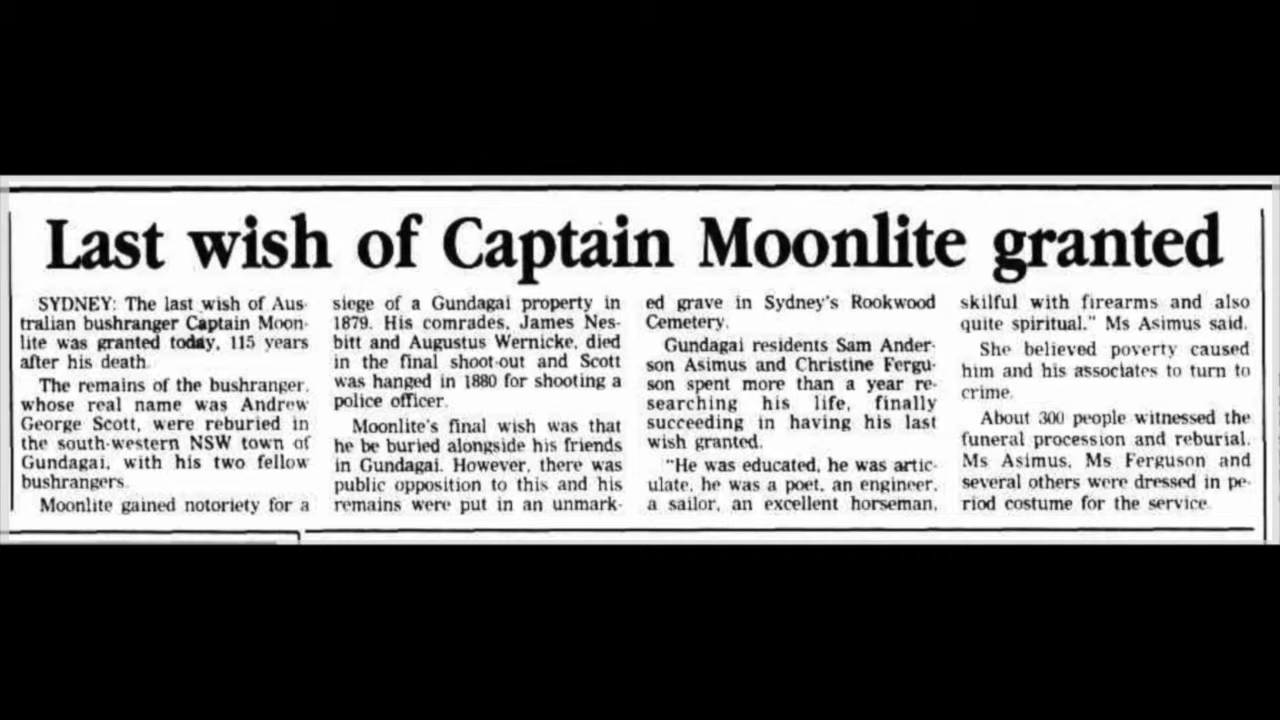 Last wish of Captain Moonlite granted
SYDNEY: The last wish of Aus-
tralian bushranger Captain Moon-
lite was granted today, 115 years
after his death.
The remains of the bushranger,
whose real name was Andrew
George Scott, were reburied in
the south-western NSW town of
Gundagai, with his two fellow
bushrangers.
Moonlite gained notoriety for a
siege of a Gundagai property in
1879. His comrades, James Nes-
bitt and Augustus Wernicke, died
in the final shoot-out and Scott
was hanged in 1880 for shooting a
police officer.
Moonlite's final wish was that
he be buried alongside his friends
in Gundagai. However, there was
public opposition to this and his
remains were put in an unmark-
ed grave in Sydney's Rookwood
Cemetery.
Gundagai residents Sam Ander-
son Asimus and Christine Fergu-
son spent more than a year re-
searching his life, finally
succeeding in having his last
wish granted.
"He was educated, he was artic-
ulate, he was a poet, an engineer,
a sailor, an excellent horseman,
skilful with firearms and also
quite spiritual," Ms Asimus said.
She believed poverty caused
him and his associates to turn to
crime.
About 300 people witnessed the
funeral procession and reburial.
Ms Asimus, Ms Ferguson and
several others were dressed in pe-
riod costume for the service.